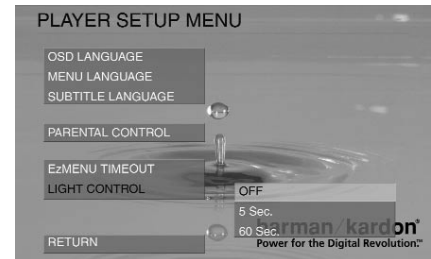 PLAYER SETUP MENU
OSD LANGUAGE
MENU LANGUAGE
SUBTITLE LANGUAGE
PARENTAL CONTROL
EzMENU TIMEOUT
LIGHT CONTROL
OFF
5 Sec.
60 Sec.
harman/kardon®
Power for the Digital Revolution.™
RETURN